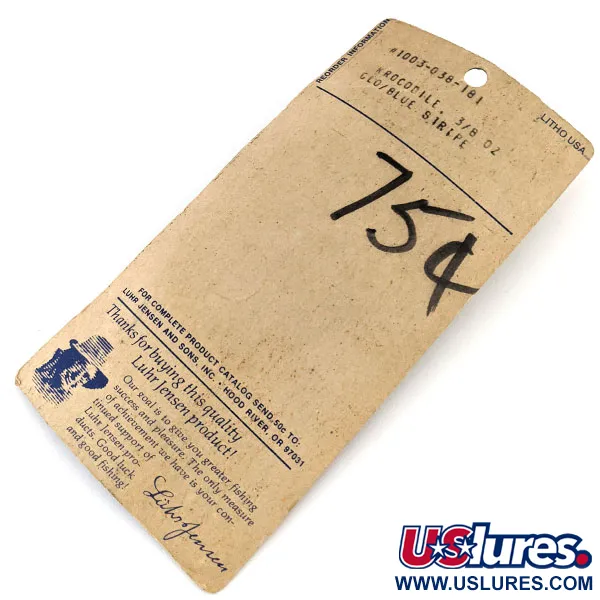 REORDER INFORMATION
#1003-038-181
KROCODILE, 3/8 OZ
GLO/BLUE STRIPE
LITHO USA
75¢
FOR COMPLETE PRODUCT CATALOG SEND 50c TO:
LUHR JENSEN AND SONS, INC. • HOOD RIVER, OR 97031
Thanks for buying this quality
Luhr Jensen product!
Our goal is to give you greater fishing
success and pleasure. The only measure
of achievement we have is your con-
tinued support of
Luhr Jensen pro-
ducts. Good luck
and good fishing!
Luhr Jensen
USlures.
WWW.USLURES.COM